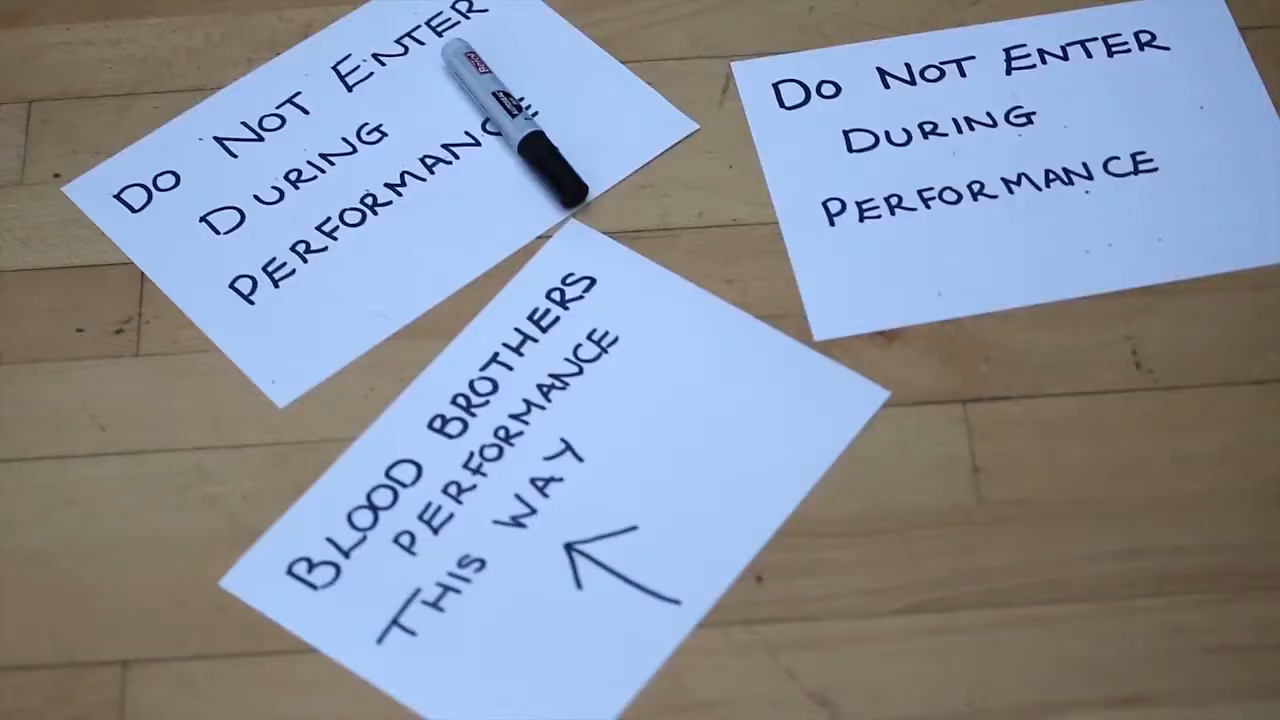 DO NOT ENTER
DURING
PERFORMANCE
DO NOT ENTER
DURING
PERFORMANCE
BLOOD BROTHERS
PERFORMANCE
THIS WAY